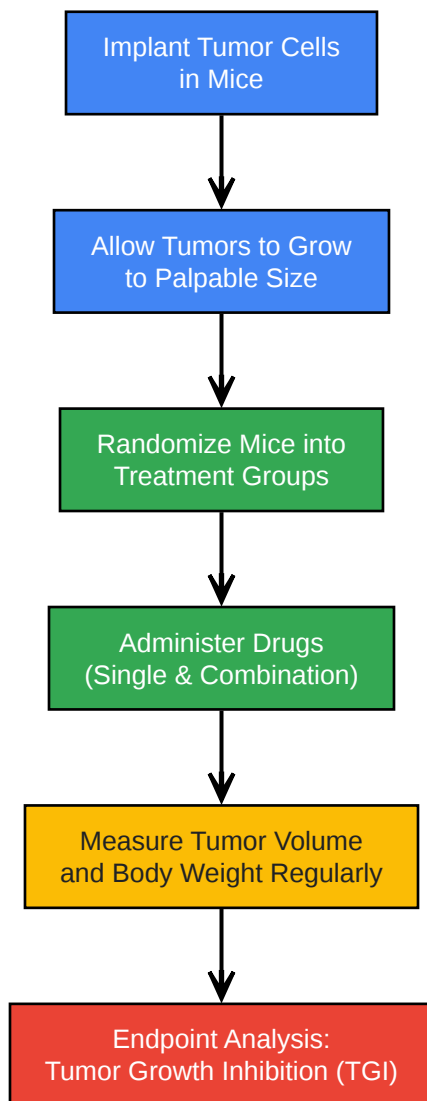 Implant Tumor Cells
in Mice
Allow Tumors to Grow
to Palpable Size
Randomize Mice into
Treatment Groups
Administer Drugs
(Single & Combination)
Measure Tumor Volume
and Body Weight Regularly
Endpoint Analysis:
Tumor Growth Inhibition (TGI)